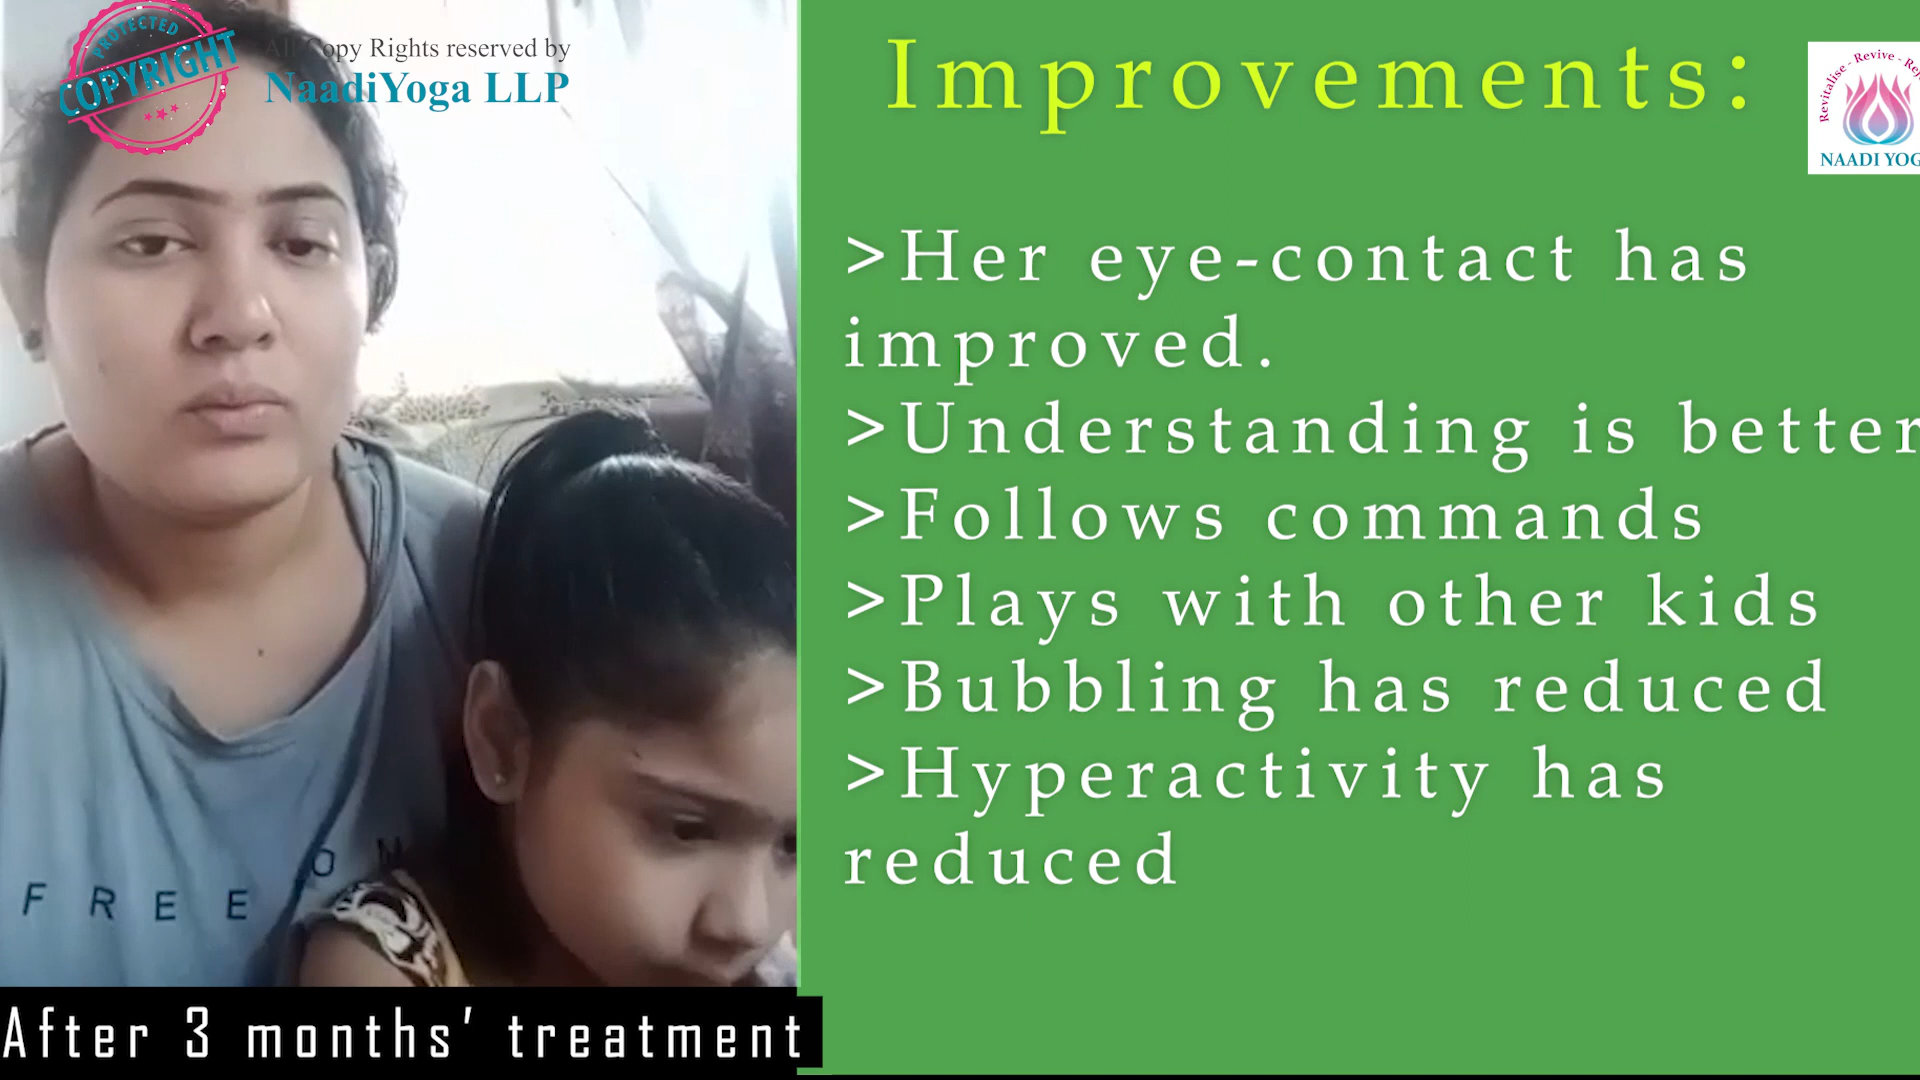 PROTECTED
COPYRIGHT
All Copy Rights reserved by
NaadiYoga LLP
Improvements:
Revitalise - Revive - Rej
NAADI YOG
>Her eye-contact has
improved.
>Understanding is better
>Follows commands
>Plays with other kids
>Bubbling has reduced
>Hyperactivity has
reduced
FREE OM
After 3 months' treatment